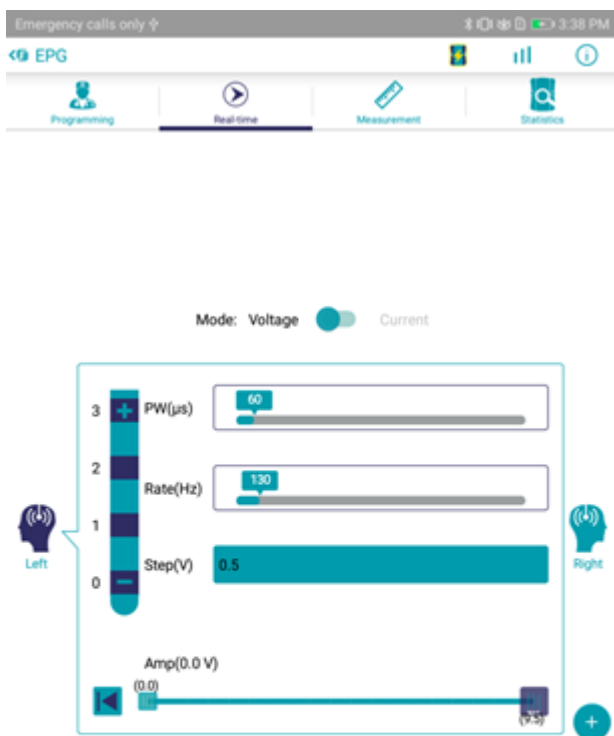 Emergency calls only 3:38 PM
EPG
Programming Real-time Measurement Statistics
Mode: Voltage Current
3 + PW(µs) 60
2
Rate(Hz) 130
1
Step(V) 0.5
0 −
Left Right
Amp(0.0 V)
(0.0) (9.5)
+